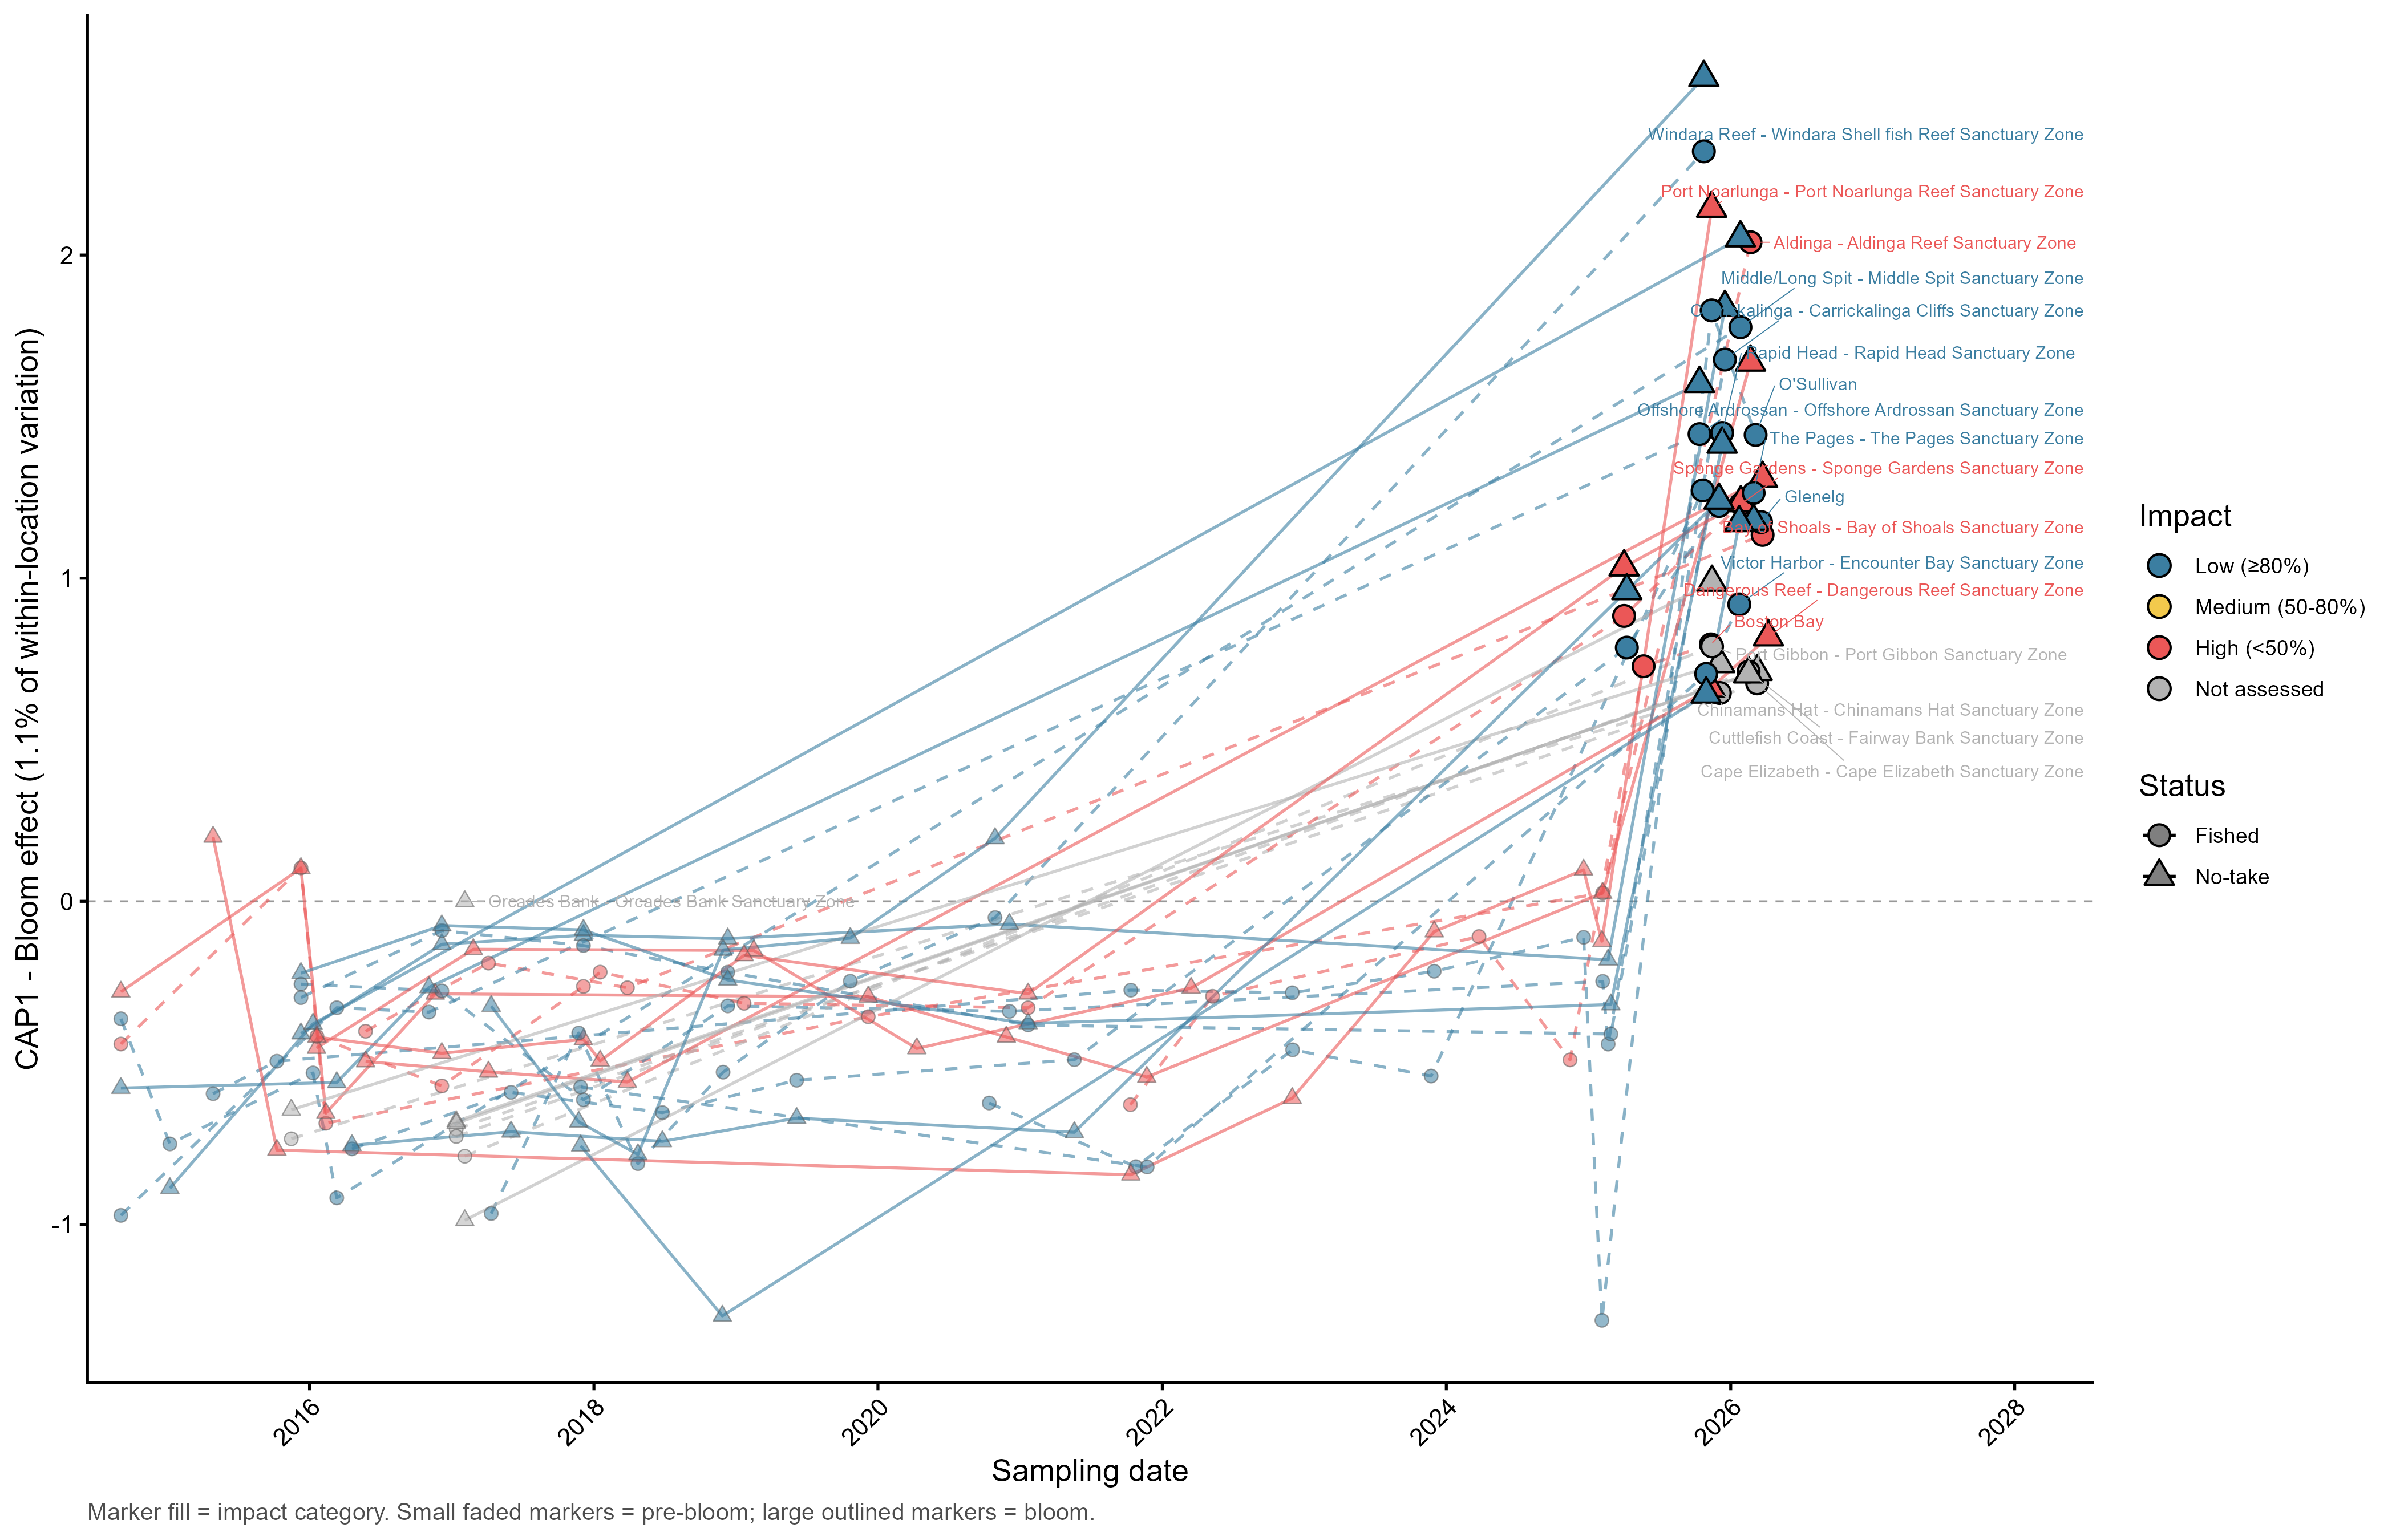 CAP1 - Bloom effect (1.1% of within-location variation)
2
1
0
-1
Windara Reef - Windara Shell fish Reef Sanctuary Zone
Port Noarlunga - Port Noarlunga Reef Sanctuary Zone
Aldinga - Aldinga Reef Sanctuary Zone
Middle/Long Spit - Middle Spit Sanctuary Zone
Carrickalinga - Carrickalinga Cliffs Sanctuary Zone
Rapid Head - Rapid Head Sanctuary Zone
O'Sullivan
Offshore Ardrossan - Offshore Ardrossan Sanctuary Zone
The Pages - The Pages Sanctuary Zone
Sponge Gardens - Sponge Gardens Sanctuary Zone
Glenelg
Bay of Shoals - Bay of Shoals Sanctuary Zone
Victor Harbor - Encounter Bay Sanctuary Zone
Dangerous Reef - Dangerous Reef Sanctuary Zone
Boston Bay
Port Gibbon - Port Gibbon Sanctuary Zone
Chinamans Hat - Chinamans Hat Sanctuary Zone
Cuttlefish Coast - Fairway Bank Sanctuary Zone
Cape Elizabeth - Cape Elizabeth Sanctuary Zone
Orcades Bank - Orcades Bank Sanctuary Zone
Impact
Low (≥80%)
Medium (50-80%)
High (<50%)
Not assessed
Status
Fished
No-take
2016
2018
2020
2022
2024
2026
2028
Sampling date
Marker fill = impact category. Small faded markers = pre-bloom; large outlined markers = bloom.